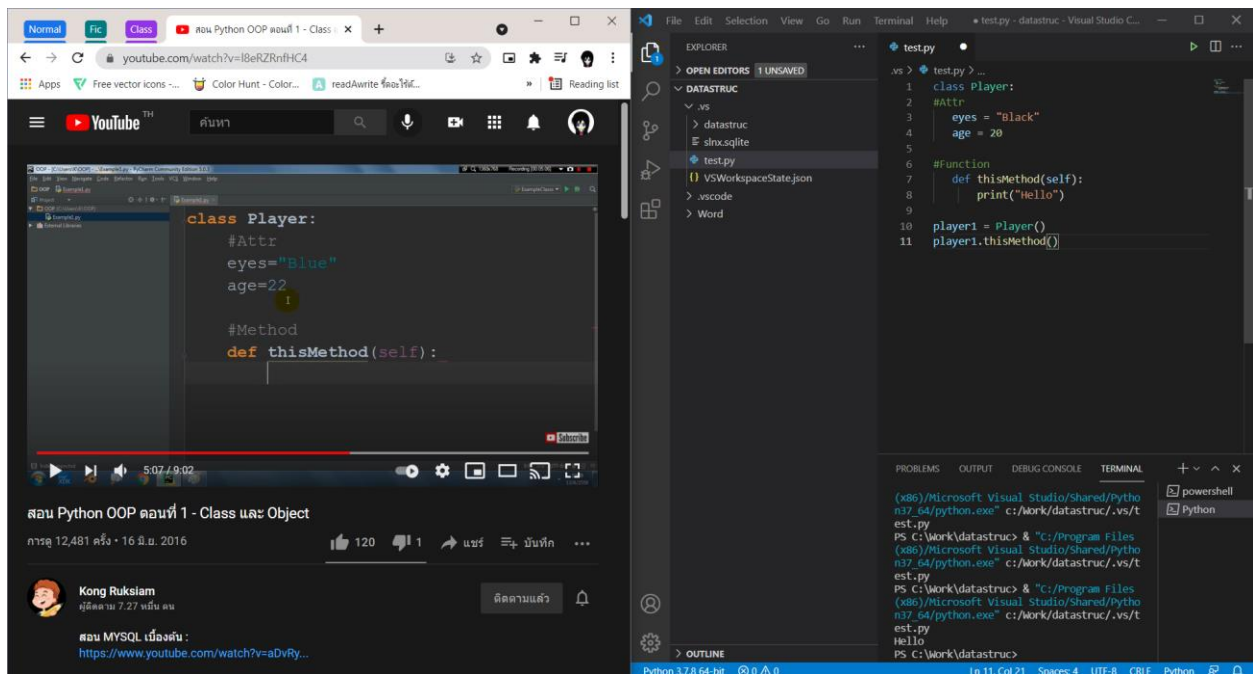 Normal
Fic
Class
สอน Python OOP ตอนที่ 1 - Class
youtube.com/watch?v=I8eRZRnfHC4
Apps
Free vector icons -...
Color Hunt - Color...
readAwrite
Reading list
YouTube TH
ค้นหา
class Player:
#Attr
eyes="Blue"
age=22
#Method
def thisMethod(self):
Subscribe
5:07 / 9:02
สอน Python OOP ตอนที่ 1 - Class และ Object
การดู 12,481 ครั้ง • 16 มิ.ย. 2016
120
1
แชร์
บันทึก
Kong Ruksiam
ผู้ติดตาม 7.27 หมื่น คน
ติดตามแล้ว
สอน MYSQL เบื้องต้น :
https://www.youtube.com/watch?v=aDvRy...
File Edit Selection View Go Run Terminal Help
● test.py - datastruc - Visual Studio C...
EXPLORER
OPEN EDITORS 1 UNSAVED
DATASTRUC
.vs
datastruc
slnx.sqlite
test.py
VSWorkspaceState.json
.vscode
Word
OUTLINE
test.py
.vs > test.py > ...
1 class Player:
2 #Attr
3 eyes = "Black"
4 age = 20
5
6 #Function
7 def thisMethod(self):
8 print("Hello")
9
10 player1 = Player()
11 player1.thisMethod()
PROBLEMS OUTPUT DEBUG CONSOLE TERMINAL
powershell
Python
(x86)/Microsoft Visual Studio/Shared/Pytho
n37_64/python.exe" c:/Work/datastruc/.vs/t
est.py
PS C:\Work\datastruc> & "C:/Program Files
(x86)/Microsoft Visual Studio/Shared/Pytho
n37_64/python.exe" c:/Work/datastruc/.vs/t
est.py
PS C:\Work\datastruc> & "C:/Program Files
(x86)/Microsoft Visual Studio/Shared/Pytho
n37_64/python.exe" c:/Work/datastruc/.vs/t
est.py
Hello
PS C:\Work\datastruc>
Python 3.7.8 64-bit 0 0 Ln 11, Col 21 Spaces: 4 UTF-8 CRLF Python